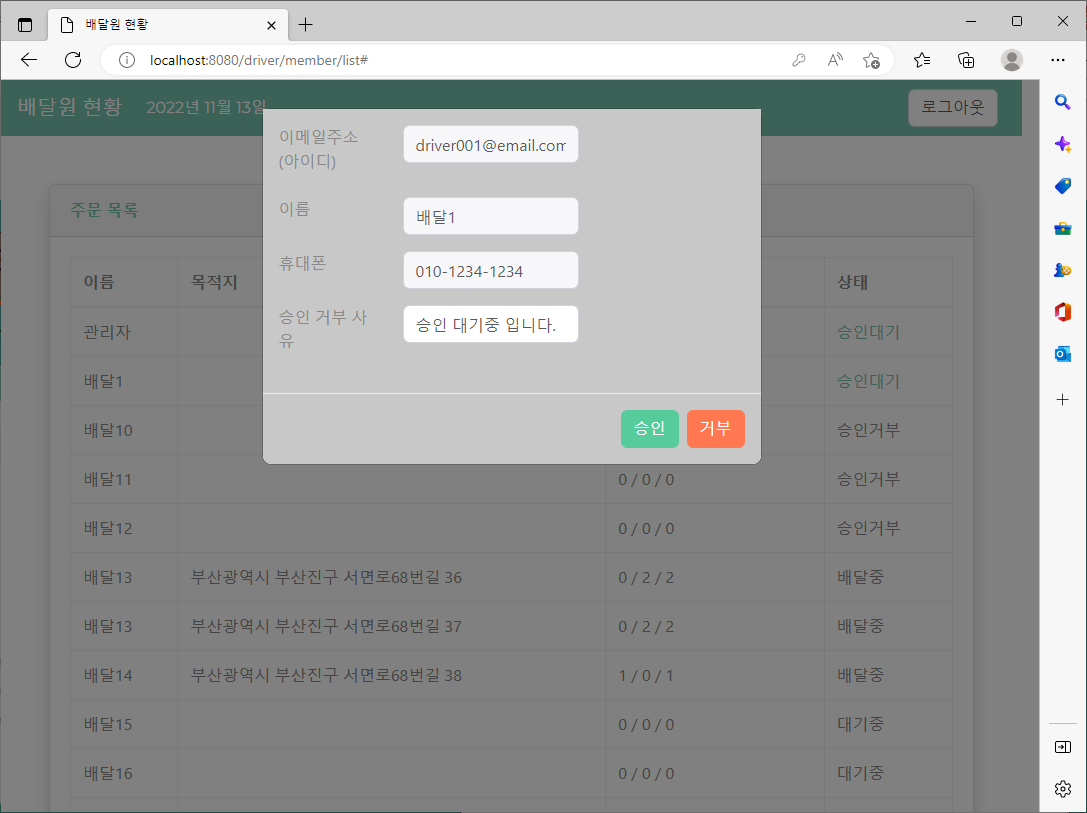 배달원 현황
localhost:8080/driver/member/list#
배달원 현황 2022년 11월 13일
로그아웃
이메일주소
(아이디)
driver001@email.com
이름
배달1
휴대폰
010-1234-1234
승인 거부 사
유
승인 대기중 입니다.
승인
거부
주문 목록
이름 목적지 상태
관리자 승인대기
배달1 승인대기
배달10 승인거부
배달11 0 / 0 / 0 승인거부
배달12 0 / 0 / 0 승인거부
배달13 부산광역시 부산진구 서면로68번길 36 0 / 2 / 2 배달중
배달13 부산광역시 부산진구 서면로68번길 37 0 / 2 / 2 배달중
배달14 부산광역시 부산진구 서면로68번길 38 1 / 0 / 1 배달중
배달15 0 / 0 / 0 대기중
배달16 0 / 0 / 0 대기중